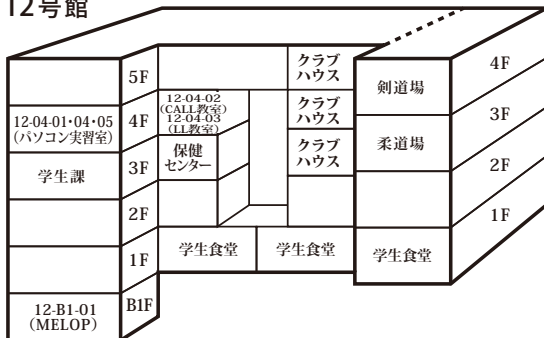 12号館
5F
4F
3F
2F
1F
B1F
12-04-01・04・05
(パソコン実習室)
学生課
12-B1-01
(MELOP)
12-04-02
(CALL教室)
12-04-03
(LL教室)
保健
センター
クラブ
ハウス
クラブ
ハウス
クラブ
ハウス
学生食堂
学生食堂
剣道場
柔道場
学生食堂
4F
3F
2F
1F